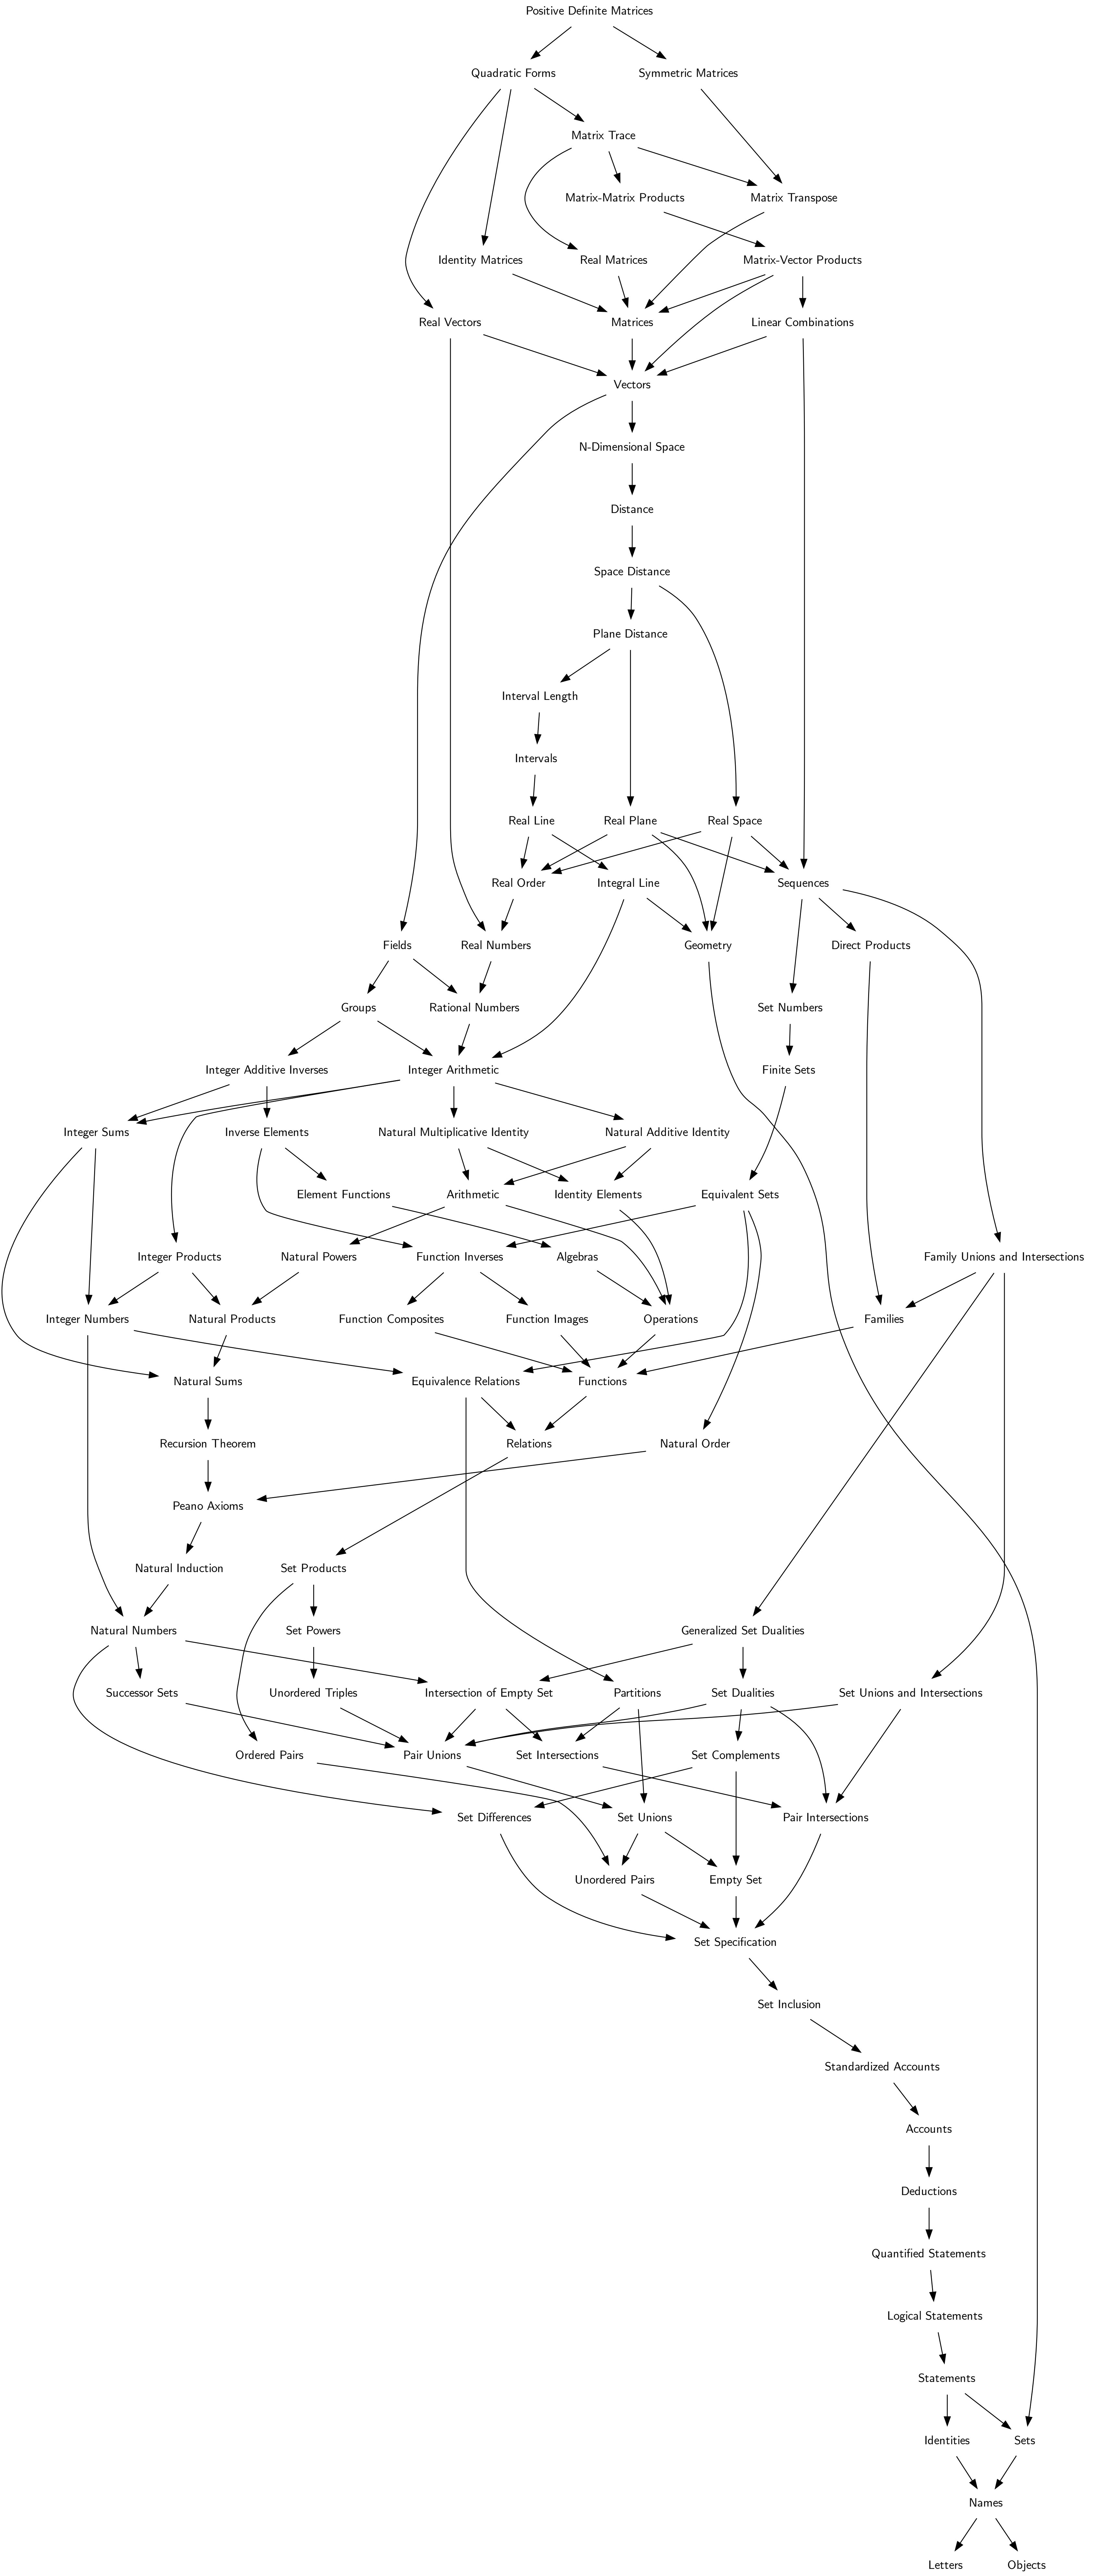 Positive Definite Matrices
Quadratic Forms
Symmetric Matrices
Matrix Trace
Matrix-Matrix Products
Matrix Transpose
Identity Matrices
Real Matrices
Matrix-Vector Products
Real Vectors
Matrices
Linear Combinations
Vectors
N-Dimensional Space
Distance
Space Distance
Plane Distance
Interval Length
Intervals
Real Line
Real Plane
Real Space
Real Order
Integral Line
Sequences
Fields
Real Numbers
Geometry
Direct Products
Groups
Rational Numbers
Set Numbers
Integer Additive Inverses
Integer Arithmetic
Finite Sets
Integer Sums
Inverse Elements
Natural Multiplicative Identity
Natural Additive Identity
Element Functions
Arithmetic
Identity Elements
Equivalent Sets
Integer Products
Natural Powers
Function Inverses
Algebras
Family Unions and Intersections
Integer Numbers
Natural Products
Function Composites
Function Images
Operations
Families
Natural Sums
Equivalence Relations
Functions
Recursion Theorem
Relations
Natural Order
Peano Axioms
Natural Induction
Set Products
Natural Numbers
Set Powers
Generalized Set Dualities
Successor Sets
Unordered Triples
Intersection of Empty Set
Partitions
Set Dualities
Set Unions and Intersections
Ordered Pairs
Pair Unions
Set Intersections
Set Complements
Set Differences
Set Unions
Pair Intersections
Unordered Pairs
Empty Set
Set Specification
Set Inclusion
Standardized Accounts
Accounts
Deductions
Quantified Statements
Logical Statements
Statements
Identities
Sets
Names
Letters
Objects